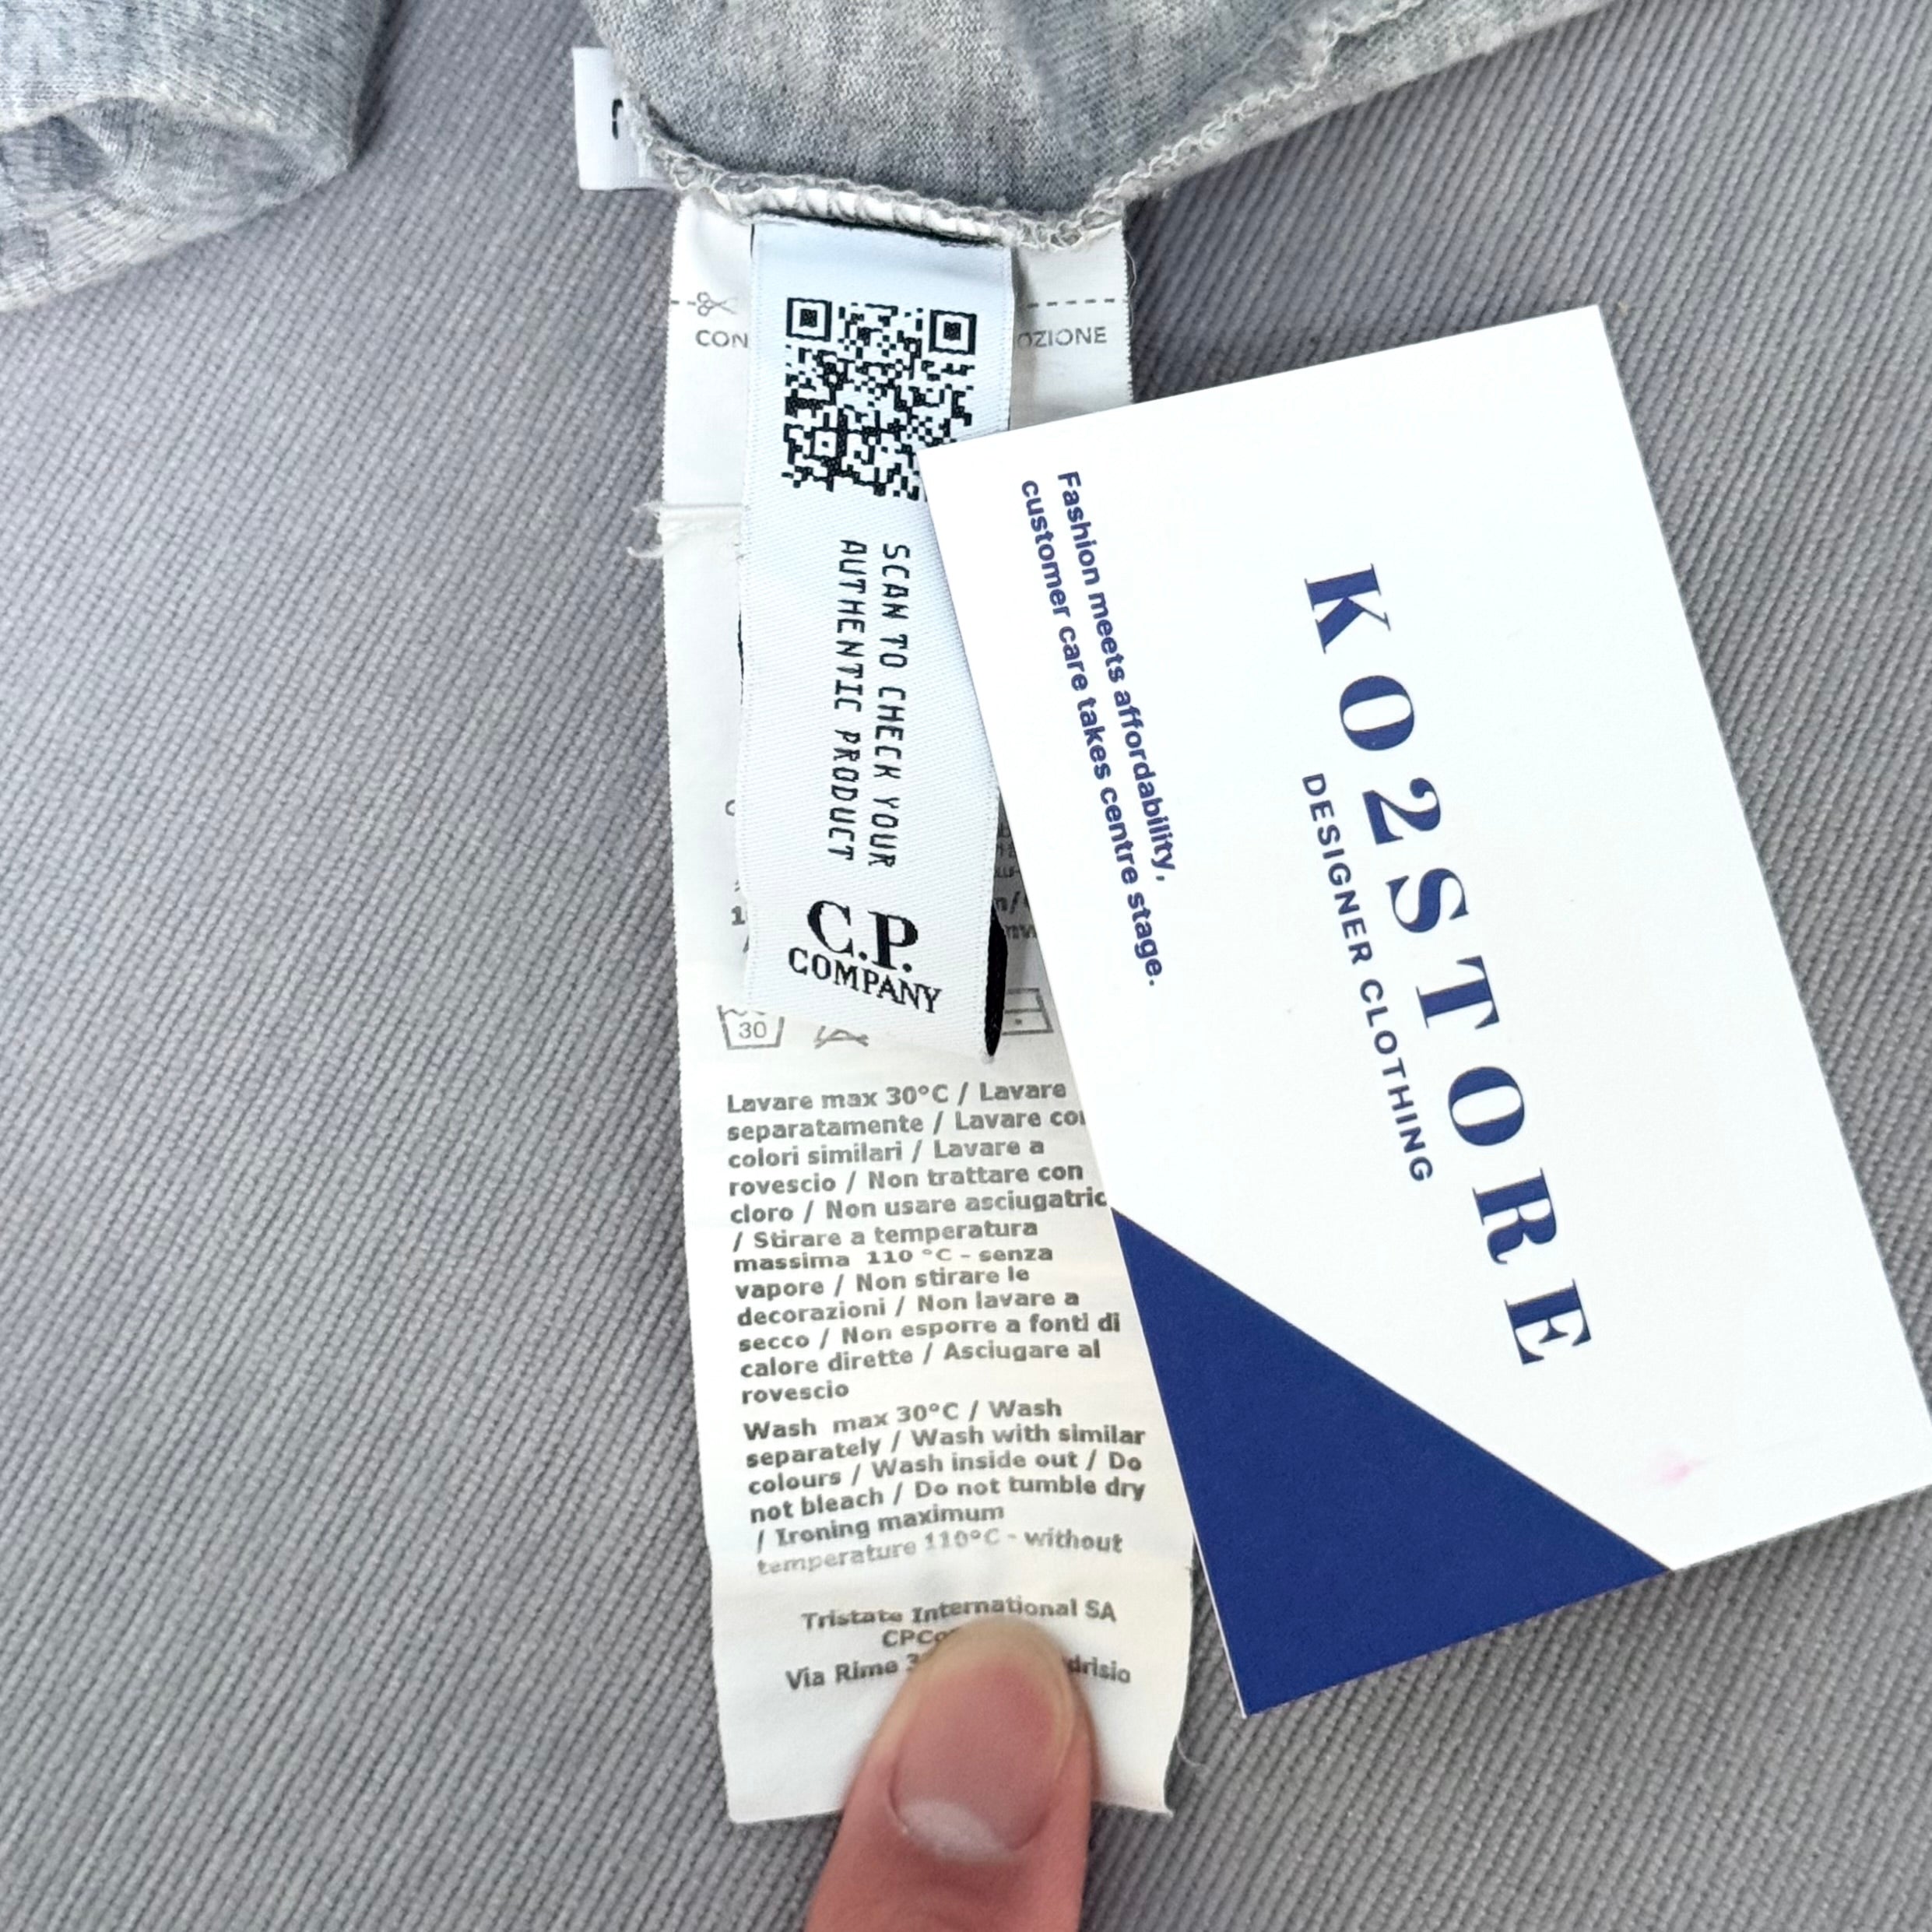 OZIONE
SCAN TO CHECK YOUR
AUTHENTIC PRODUCT
C.P.
COMPANY
30
Lavare max 30°C / Lavare
separatamente / Lavare
colori similari / Lavare a
rovescio / Non trattare con
cloro / Non usare
/ Stirare a temperatura
massima 110 °C - senza
vapore / Non stirare le
decorazioni / Non lavare a
secco / Non esporre a fonti di
calore dirette / Asciugare al
rovescio
Wash max 30°C / Wash
separately / Wash with similar
colours / Wash inside out / Do
not bleach / Do not tumble dry
/ Ironing maximum
temperature 110°C - without
Tristate International SA
Via Rime
Fashion meets affordability,
customer care takes centre stage.
KO2STORE
DESIGNER CLOTHING